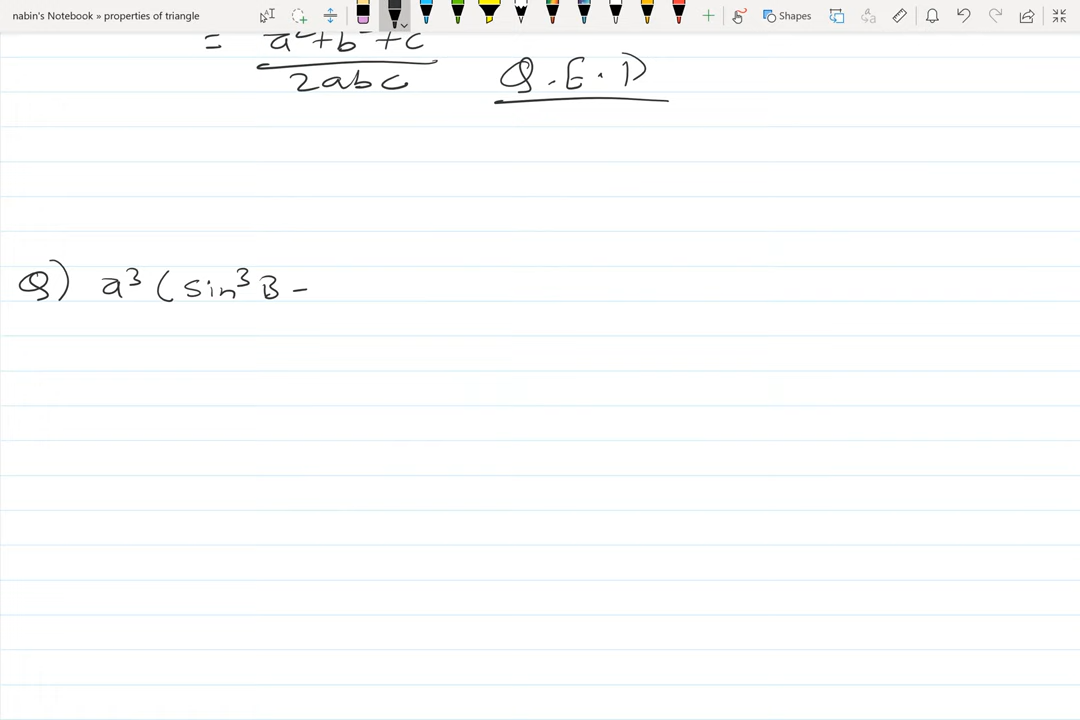 nabin's Notebook » properties of triangle
Shapes
= a²+b²+c
2abc
Q.E.D
Q) a³ (sin³ B -